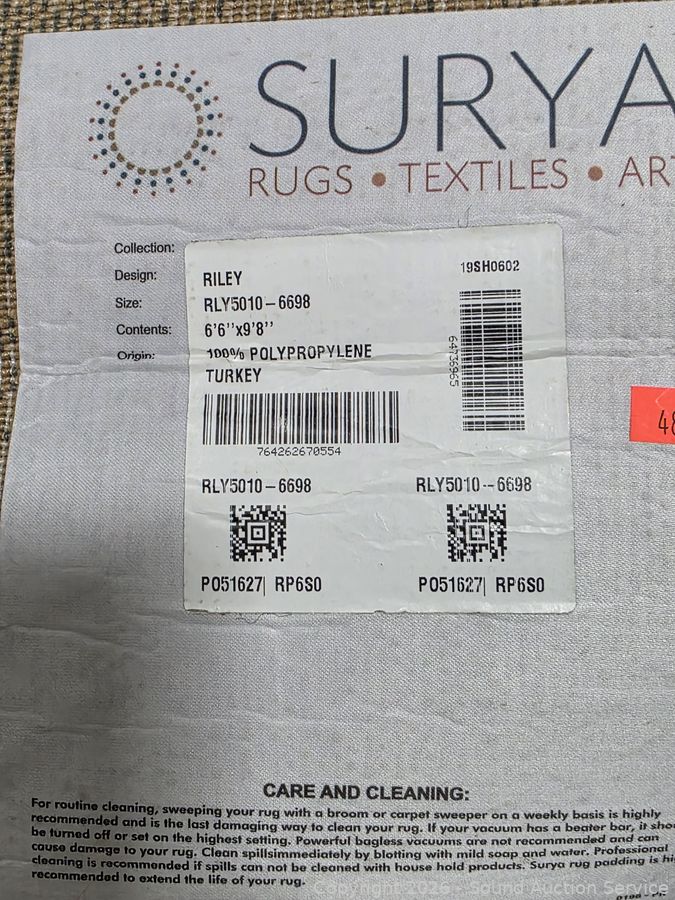 SURYA
RUGS • TEXTILES • ART
Collection:
RILEY
19SH0602
Design:
RLY5010-6698
Size:
6'6''x9'8''
Contents:
100% POLYPROPYLENE
Origin:
TURKEY
64736965
764262670554
RLY5010-6698
RLY5010--6698
PO51627| RP6S0
PO51627| RP6S0
48
CARE AND CLEANING:
For routine cleaning, sweeping your rug with a broom or carpet sweeper on a weekly basis is highly
recommended and is the last damaging way to clean your rug. If your vacuum has a beater bar, it shou
be turned off or set on the highest setting. Powerful bagless vacuums are not recommended and can
cause damage to your rug. Clean spillsimmediately by blotting with mild soap and water. Professional
cleaning is recommended if spills can not be cleaned with house hold products. Surya rug padding is hi
recommended to extend the life of your rug.
Copyright 2026 - Sound Auction Service